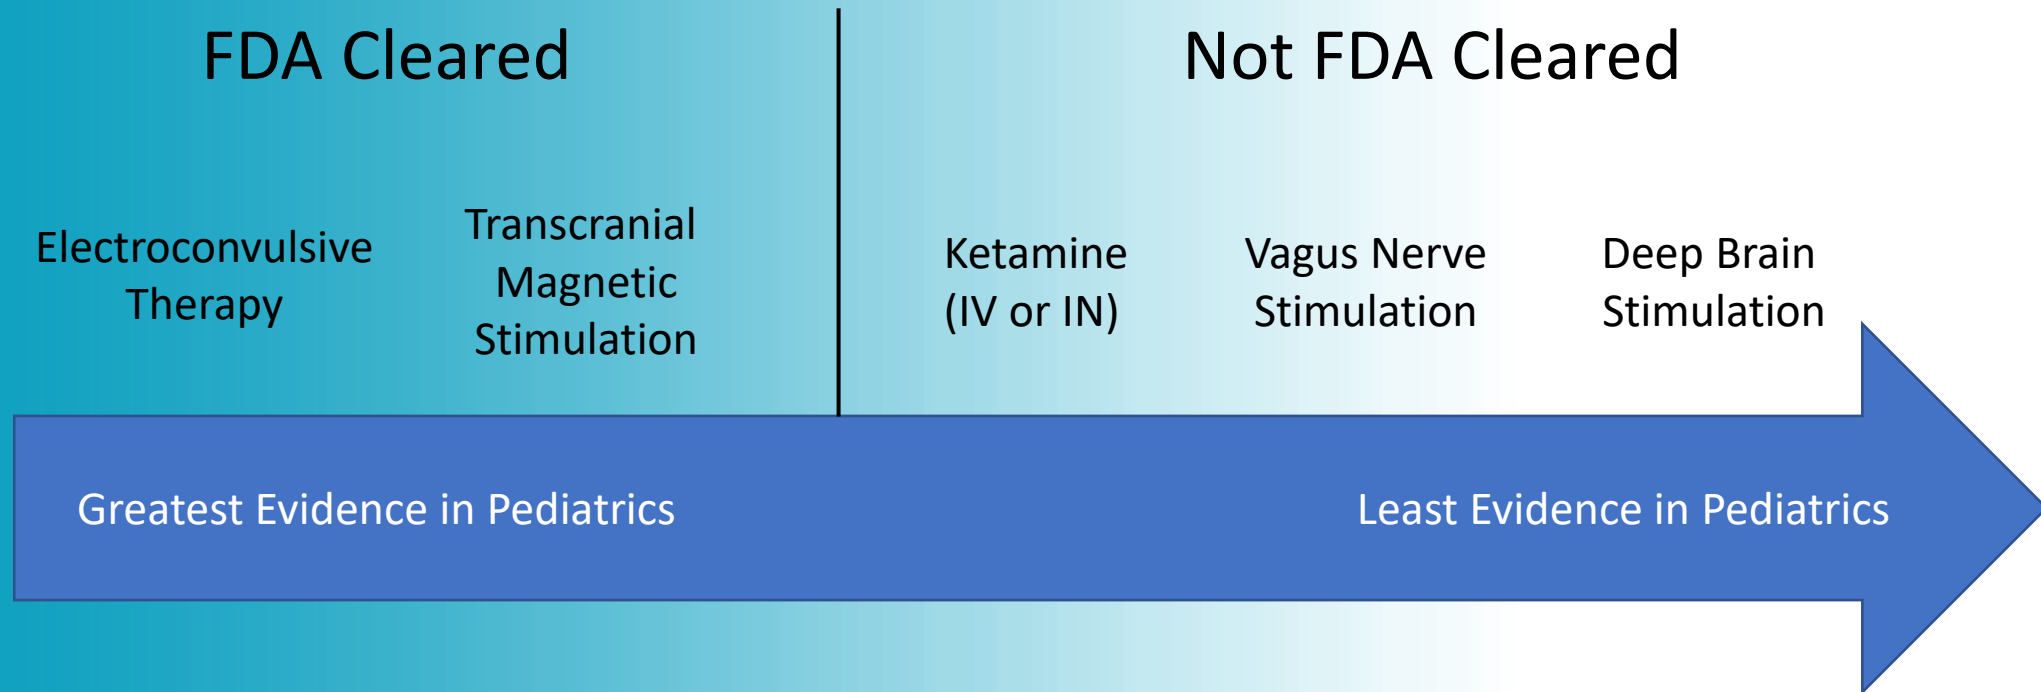 FDA Cleared
Not FDA Cleared
Electroconvulsive
Therapy
Transcranial
Magnetic
Stimulation
Ketamine
(IV or IN)
Vagus Nerve
Stimulation
Deep Brain
Stimulation
Greatest Evidence in Pediatrics
Least Evidence in Pediatrics